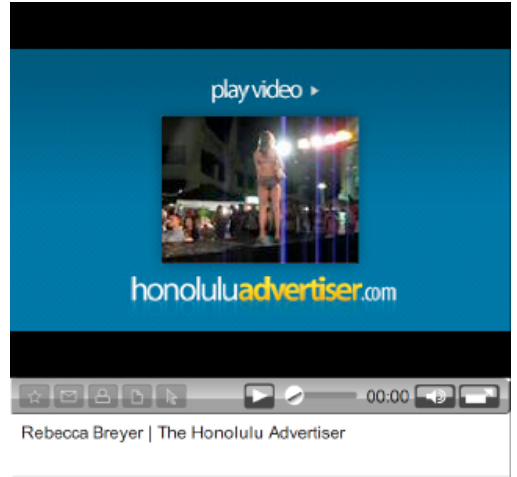 play video
honoluluadvertiser.com
00:00
Rebecca Breyer | The Honolulu Advertiser